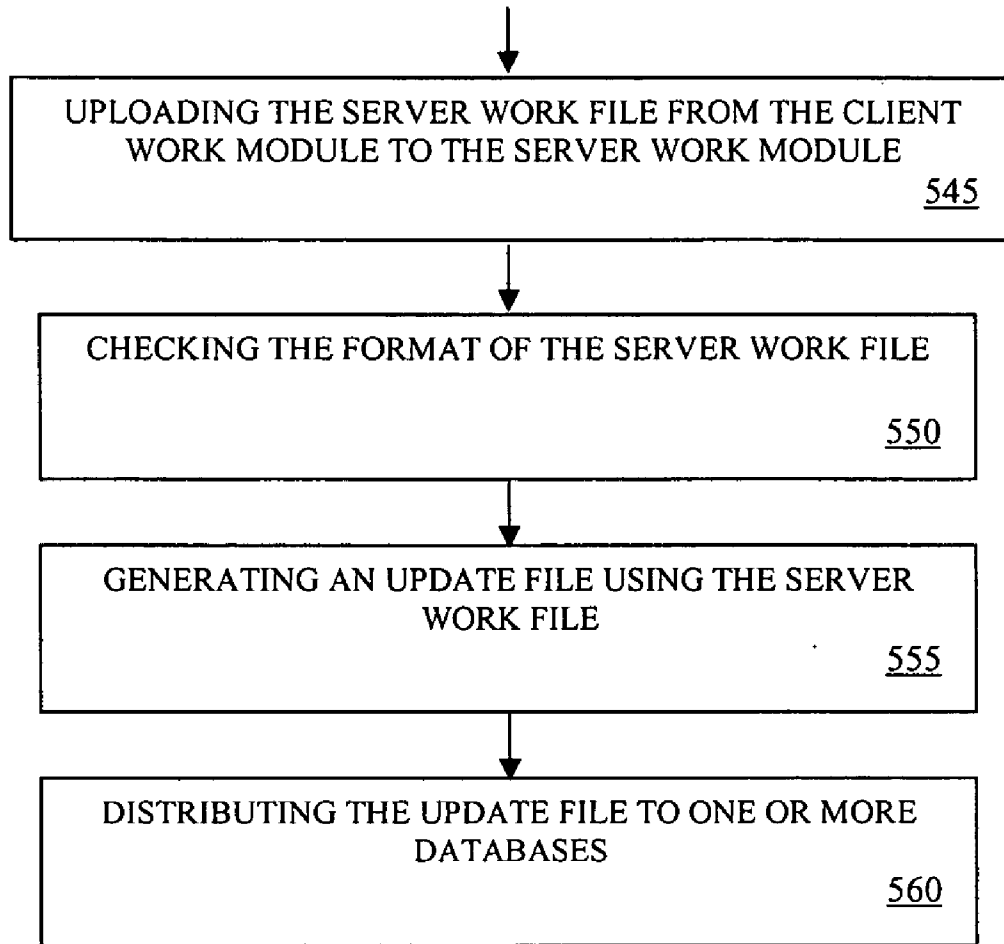 UPLOADING THE SERVER WORK FILE FROM THE CLIENT
WORK MODULE TO THE SERVER WORK MODULE
545
CHECKING THE FORMAT OF THE SERVER WORK FILE
550
GENERATING AN UPDATE FILE USING THE SERVER
WORK FILE
555
DISTRIBUTING THE UPDATE FILE TO ONE OR MORE
DATABASES
560